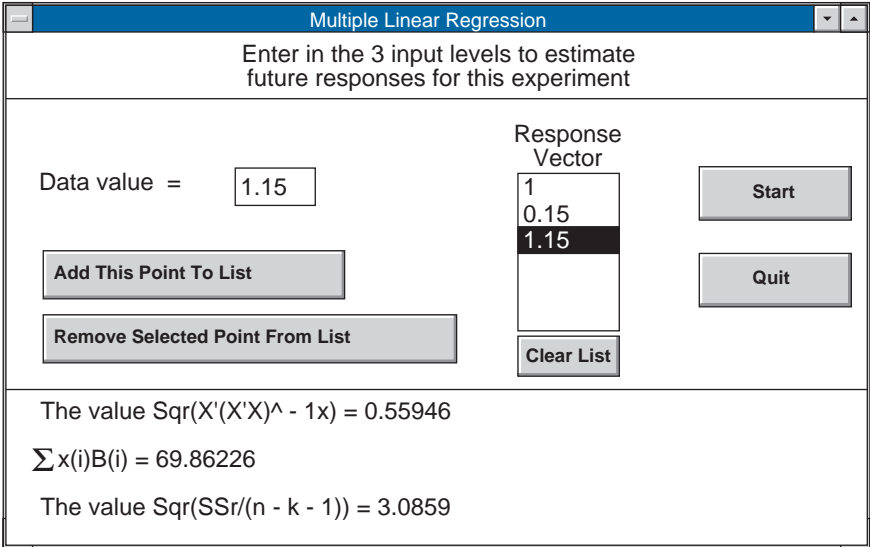 Multiple Linear Regression
Enter in the 3 input levels to estimate
future responses for this experiment
Response
Vector
Data value =
1.15
1
0.15
1.15
Start
Add This Point To List
Quit
Remove Selected Point From List
Clear List
The value Sqr(X'(X'X)^ - 1x) = 0.55946
∑x(i)B(i) = 69.86226
The value Sqr(SSr/(n - k - 1)) = 3.0859